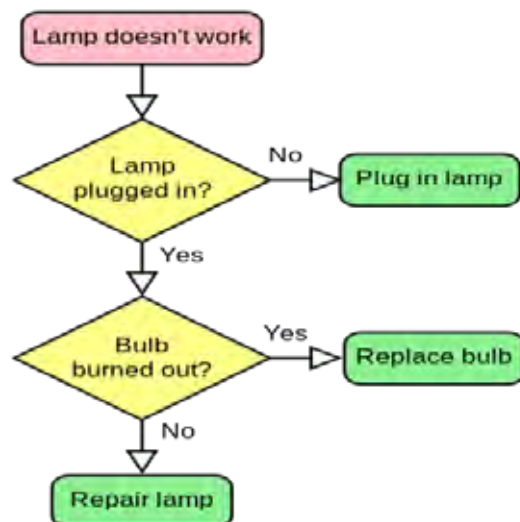 Lamp doesn't work
Lamp
plugged in?
No
Plug in lamp
Yes
Bulb
burned out?
Yes
Replace bulb
No
Repair lamp